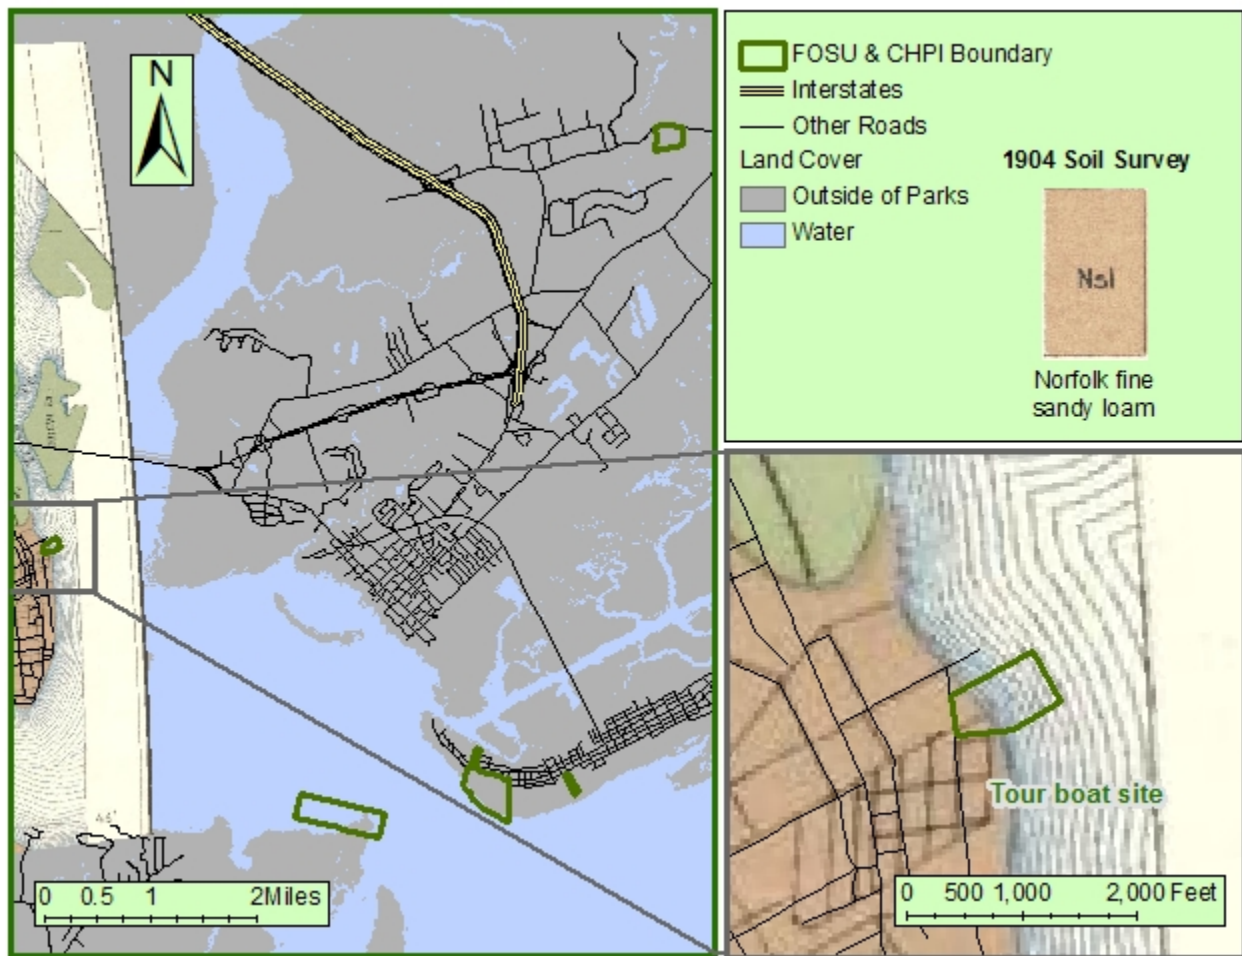 N
FOSU & CHPI Boundary
Interstates
Other Roads
Land Cover
1904 Soil Survey
Outside of Parks
Water
Nsl
Norfolk fine
sandy loam
0 0.5 1 2Miles
Tour boat site
0 500 1,000 2,000 Feet